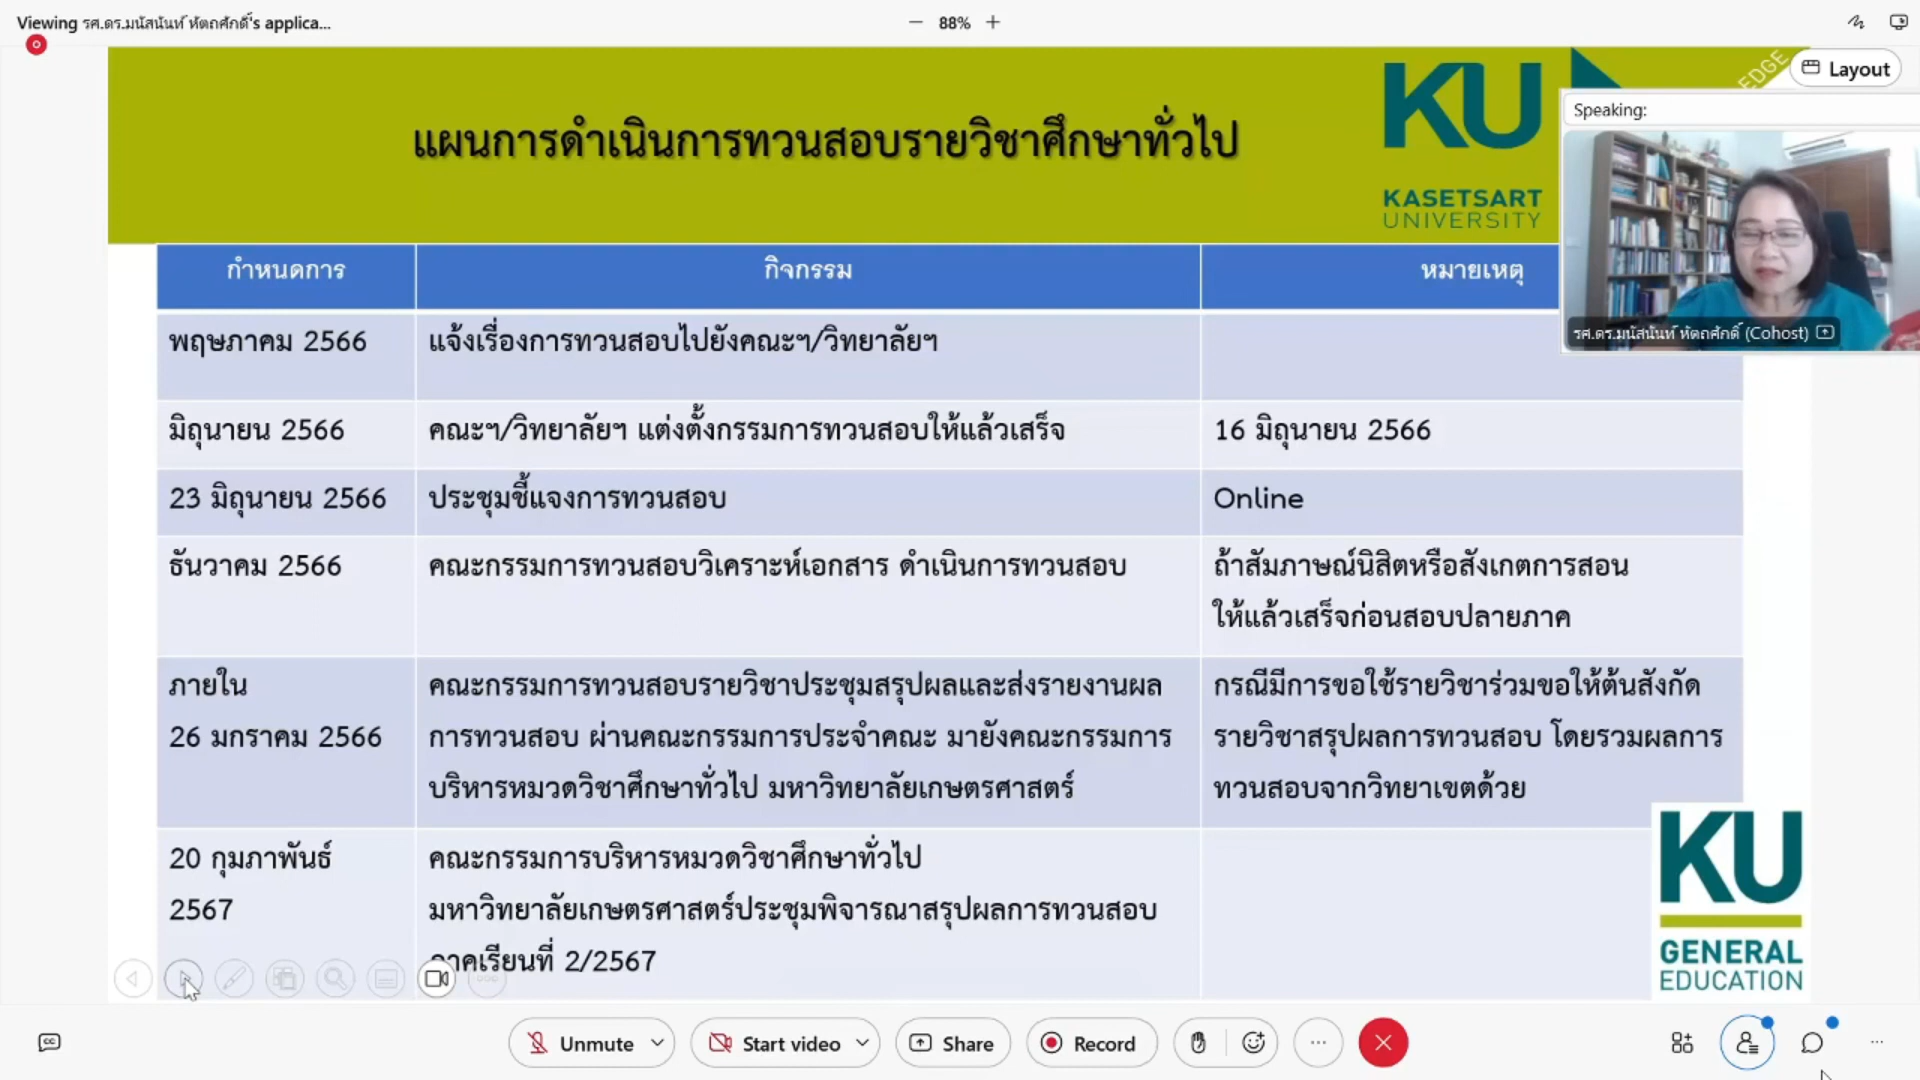 Viewing รศ.ดร.มนัสนันท์ หัตถศักดิ์'s applica...
88%
EDGE
Layout
แผนการดำเนินการทวนสอบรายวิชาศึกษาทั่วไป
KU
KASETSART
UNIVERSITY
Speaking:
รศ.ดร.มนัสนันท์ หัตถศักดิ์ (Cohost)
กำหนดการ กิจกรรม หมายเหตุ
พฤษภาคม 2566 แจ้งเรื่องการทวนสอบไปยังคณะฯ/วิทยาลัยฯ
มิถุนายน 2566 คณะฯ/วิทยาลัยฯ แต่งตั้งกรรมการทวนสอบให้แล้วเสร็จ 16 มิถุนายน 2566
23 มิถุนายน 2566 ประชุมชี้แจงการทวนสอบ Online
ธันวาคม 2566 คณะกรรมการทวนสอบวิเคราะห์เอกสาร ดำเนินการทวนสอบ ถ้าสัมภาษณ์นิสิตหรือสังเกตการสอน
ให้แล้วเสร็จก่อนสอบปลายภาค
ภายใน คณะกรรมการทวนสอบรายวิชาประชุมสรุปผลและส่งรายงานผล กรณีมีการขอใช้รายวิชาร่วมขอให้ต้นสังกัด
26 มกราคม 2566 การทวนสอบ ผ่านคณะกรรมการประจำคณะ มายังคณะกรรมการ รายวิชาสรุปผลการทวนสอบ โดยรวมผลการ
บริหารหมวดวิชาศึกษาทั่วไป มหาวิทยาลัยเกษตรศาสตร์ ทวนสอบจากวิทยาเขตด้วย
20 กุมภาพันธ์ คณะกรรมการบริหารหมวดวิชาศึกษาทั่วไป
2567 มหาวิทยาลัยเกษตรศาสตร์ประชุมพิจารณาสรุปผลการทวนสอบ
ภาคเรียนที่ 2/2567
KU
GENERAL
EDUCATION
Unmute Start video Share Record